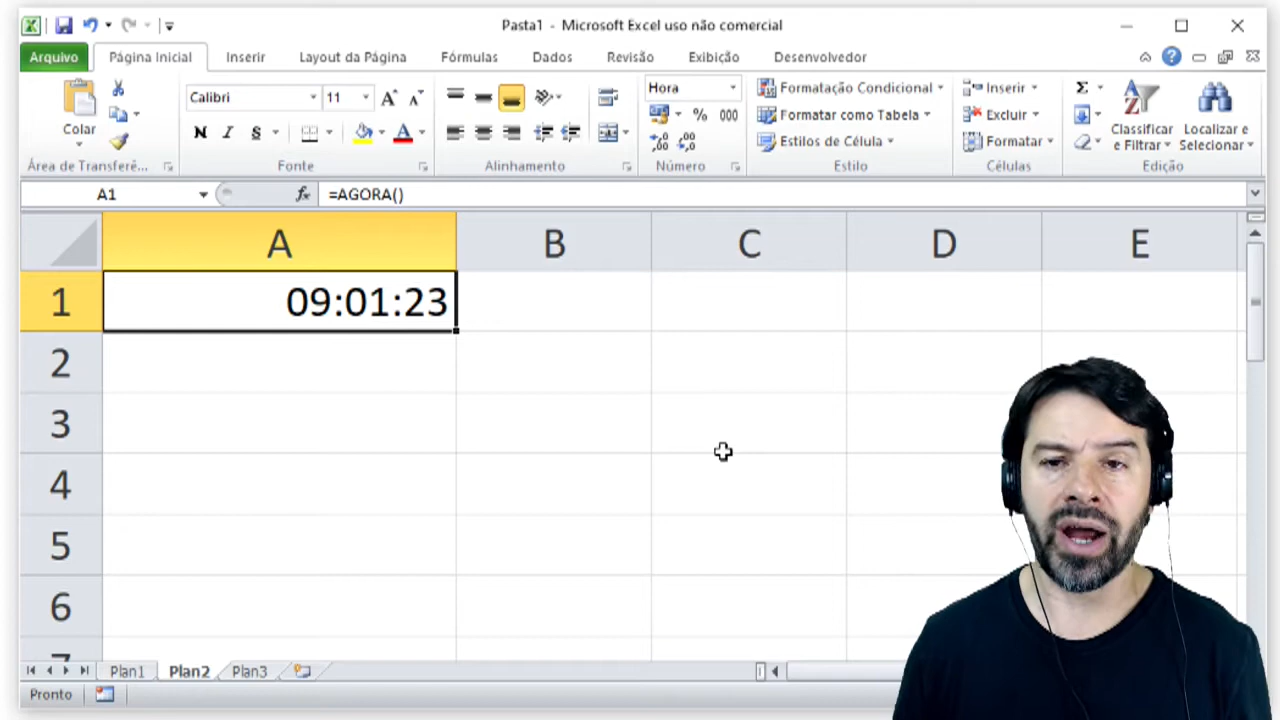 Pasta1 - Microsoft Excel uso não comercial
Arquivo Página Inicial Inserir Layout da Página Fórmulas Dados Revisão Exibição Desenvolvedor
Colar
Calibri 11
N I S A
Hora
% 000
Formatação Condicional
Formatar como Tabela
Estilos de Célula
Inserir
Excluir
Formatar
Σ
Classificar e Filtrar
Localizar e Selecionar
Área de Transferê... Fonte Alinhamento Número Estilo Células Edição
A1 fx =AGORA()
A B C D E
1 09:01:23
2
3
4
5
6
Plan1 Plan2 Plan3
Pronto